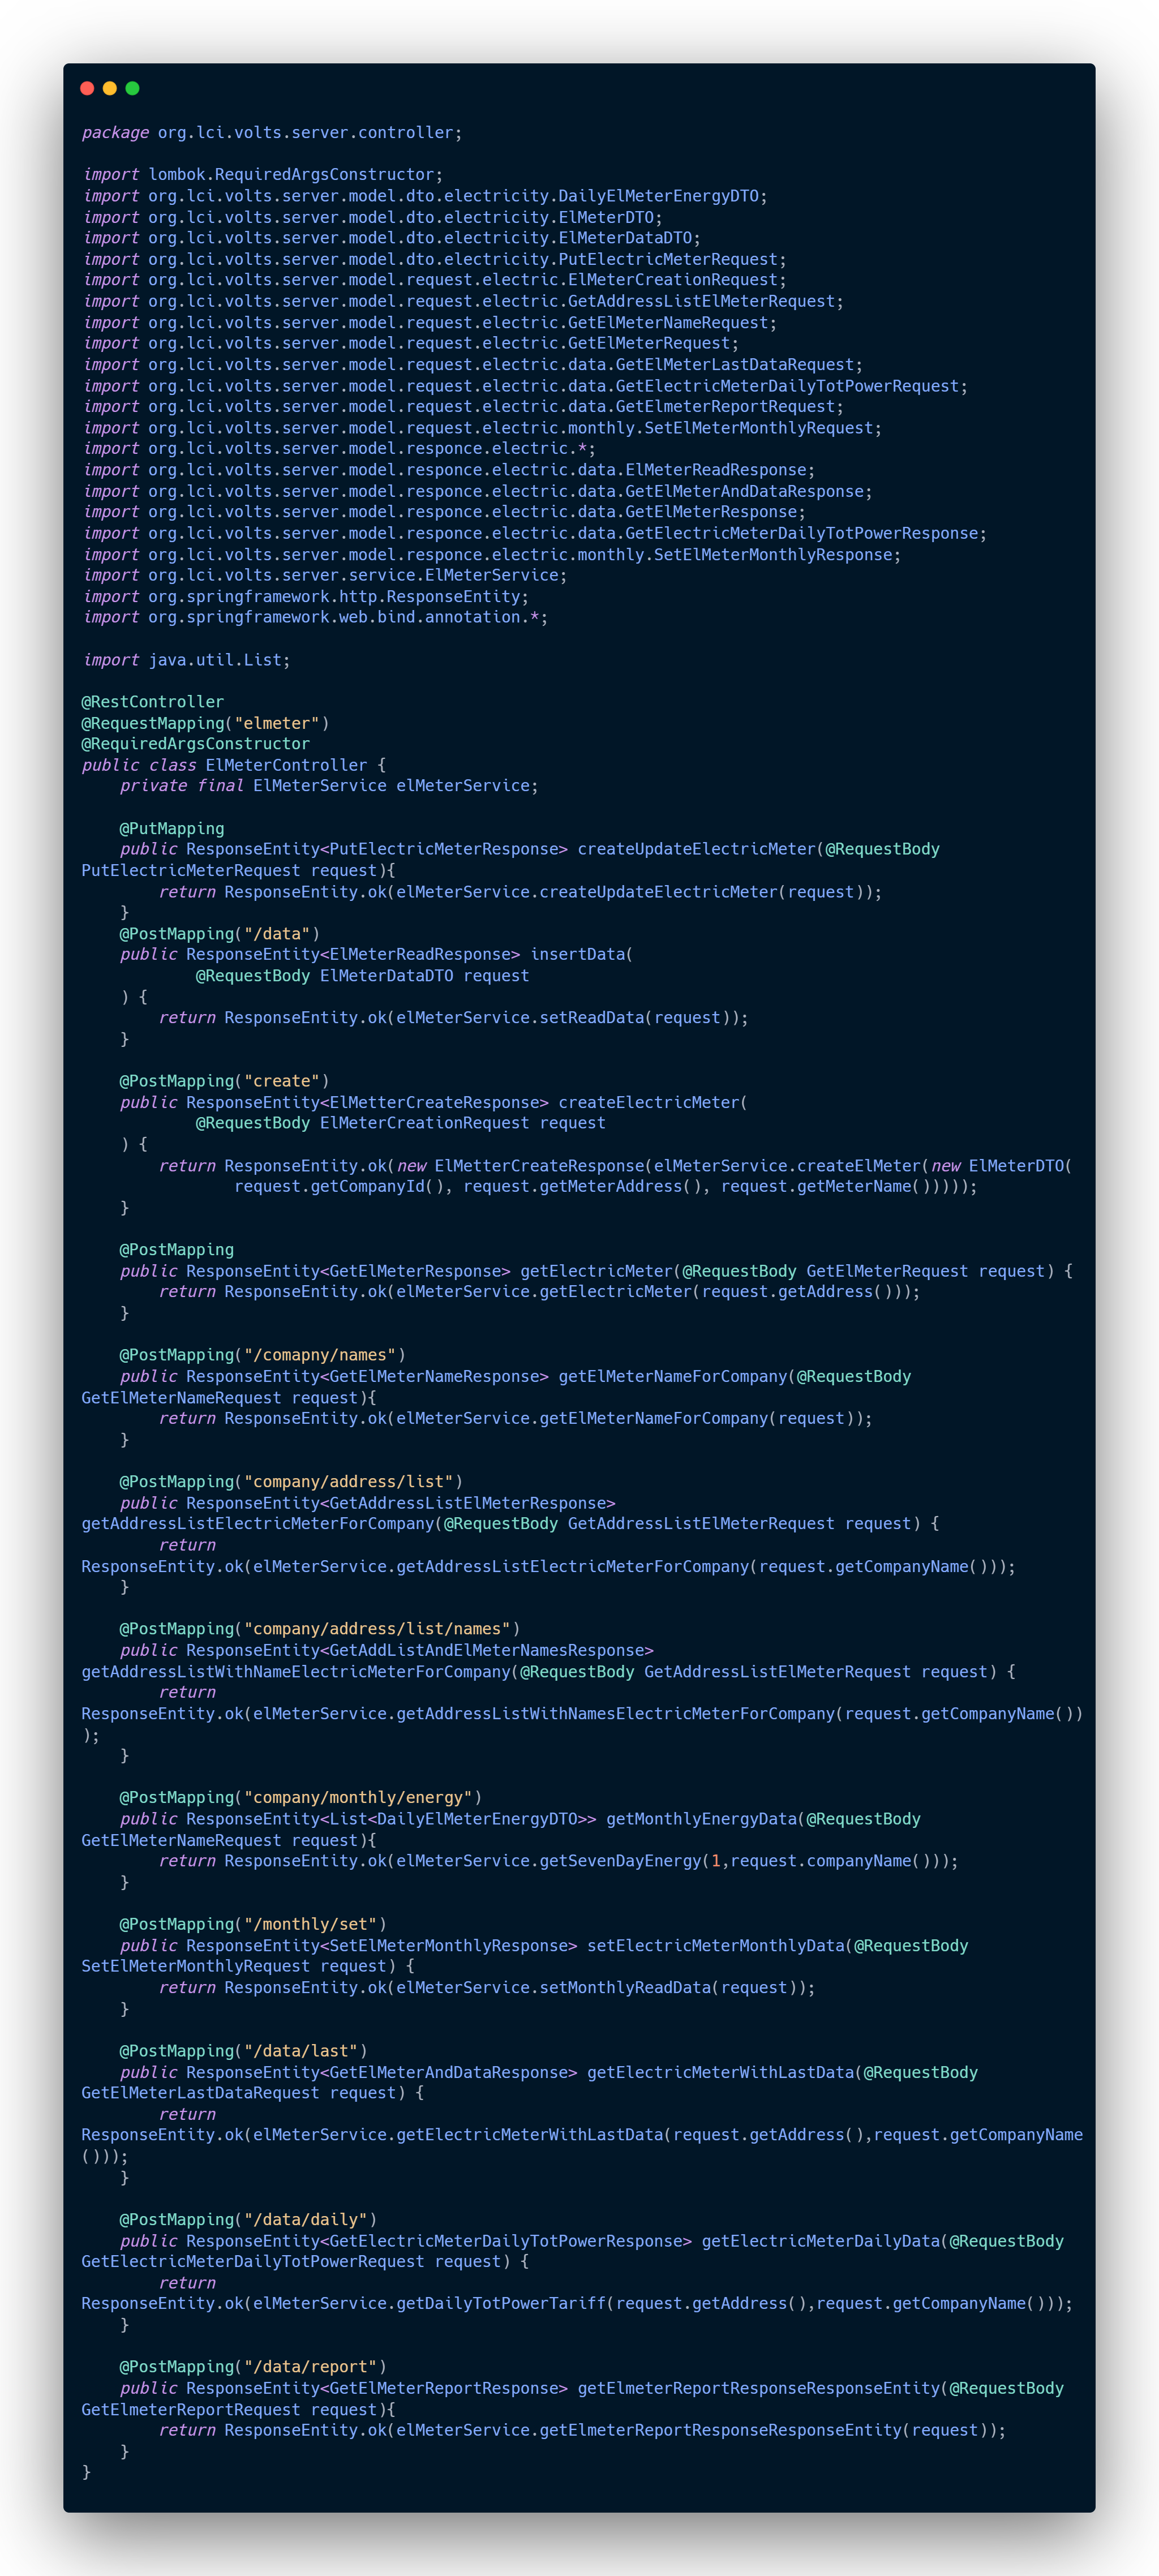 package org.lci.volts.server.controller;

import lombok.RequiredArgsConstructor;
import org.lci.volts.server.model.dto.electricity.DailyElMeterEnergyDTO;
import org.lci.volts.server.model.dto.electricity.ElMeterDTO;
import org.lci.volts.server.model.dto.electricity.ElMeterDataDTO;
import org.lci.volts.server.model.dto.electricity.PutElectricMeterRequest;
import org.lci.volts.server.model.request.electric.ElMeterCreationRequest;
import org.lci.volts.server.model.request.electric.GetAddressListElMeterRequest;
import org.lci.volts.server.model.request.electric.GetElMeterNameRequest;
import org.lci.volts.server.model.request.electric.GetElMeterRequest;
import org.lci.volts.server.model.request.electric.data.GetElMeterLastDataRequest;
import org.lci.volts.server.model.request.electric.data.GetElectricMeterDailyTotPowerRequest;
import org.lci.volts.server.model.request.electric.data.GetElmeterReportRequest;
import org.lci.volts.server.model.request.electric.monthly.SetElMeterMonthlyRequest;
import org.lci.volts.server.model.responce.electric.*;
import org.lci.volts.server.model.responce.electric.data.ElMeterReadResponse;
import org.lci.volts.server.model.responce.electric.data.GetElMeterAndDataResponse;
import org.lci.volts.server.model.responce.electric.data.GetElMeterResponse;
import org.lci.volts.server.model.responce.electric.data.GetElectricMeterDailyTotPowerResponse;
import org.lci.volts.server.model.responce.electric.monthly.SetElMeterMonthlyResponse;
import org.lci.volts.server.service.ElMeterService;
import org.springframework.http.ResponseEntity;
import org.springframework.web.bind.annotation.*;

import java.util.List;

@RestController
@RequestMapping("elmeter")
@RequiredArgsConstructor
public class ElMeterController {
    private final ElMeterService elMeterService;

    @PutMapping
    public ResponseEntity<PutElectricMeterResponse> createUpdateElectricMeter(@RequestBody
PutElectricMeterRequest request){
        return ResponseEntity.ok(elMeterService.createUpdateElectricMeter(request));
    }
    @PostMapping("/data")
    public ResponseEntity<ElMeterReadResponse> insertData(
            @RequestBody ElMeterDataDTO request
    ) {
        return ResponseEntity.ok(elMeterService.setReadData(request));
    }

    @PostMapping("create")
    public ResponseEntity<ElMetterCreateResponse> createElectricMeter(
            @RequestBody ElMeterCreationRequest request
    ) {
        return ResponseEntity.ok(new ElMetterCreateResponse(elMeterService.createElMeter(new ElMeterDTO(
                request.getCompanyId(), request.getMeterAddress(), request.getMeterName()))));
    }

    @PostMapping
    public ResponseEntity<GetElMeterResponse> getElectricMeter(@RequestBody GetElMeterRequest request) {
        return ResponseEntity.ok(elMeterService.getElectricMeter(request.getAddress()));
    }

    @PostMapping("/comapny/names")
    public ResponseEntity<GetElMeterNameResponse> getElMeterNameForCompany(@RequestBody
GetElMeterNameRequest request){
        return ResponseEntity.ok(elMeterService.getElMeterNameForCompany(request));
    }

    @PostMapping("company/address/list")
    public ResponseEntity<GetAddressListElMeterResponse>
getAddressListElectricMeterForCompany(@RequestBody GetAddressListElMeterRequest request) {
        return
ResponseEntity.ok(elMeterService.getAddressListElectricMeterForCompany(request.getCompanyName()));
    }

    @PostMapping("company/address/list/names")
    public ResponseEntity<GetAddListAndElMeterNamesResponse>
getAddressListWithNameElectricMeterForCompany(@RequestBody GetAddressListElMeterRequest request) {
        return
ResponseEntity.ok(elMeterService.getAddressListWithNamesElectricMeterForCompany(request.getCompanyName())
);
    }

    @PostMapping("company/monthly/energy")
    public ResponseEntity<List<DailyElMeterEnergyDTO>> getMonthlyEnergyData(@RequestBody
GetElMeterNameRequest request){
        return ResponseEntity.ok(elMeterService.getSevenDayEnergy(1,request.companyName()));
    }

    @PostMapping("/monthly/set")
    public ResponseEntity<SetElMeterMonthlyResponse> setElectricMeterMonthlyData(@RequestBody
SetElMeterMonthlyRequest request) {
        return ResponseEntity.ok(elMeterService.setMonthlyReadData(request));
    }

    @PostMapping("/data/last")
    public ResponseEntity<GetElMeterAndDataResponse> getElectricMeterWithLastData(@RequestBody
GetElMeterLastDataRequest request) {
        return
ResponseEntity.ok(elMeterService.getElectricMeterWithLastData(request.getAddress(),request.getCompanyName
()));
    }

    @PostMapping("/data/daily")
    public ResponseEntity<GetElectricMeterDailyTotPowerResponse> getElectricMeterDailyData(@RequestBody
GetElectricMeterDailyTotPowerRequest request) {
        return
ResponseEntity.ok(elMeterService.getDailyTotPowerTariff(request.getAddress(),request.getCompanyName()));
    }

    @PostMapping("/data/report")
    public ResponseEntity<GetElMeterReportResponse> getElmeterReportResponseResponseEntity(@RequestBody
GetElmeterReportRequest request){
        return ResponseEntity.ok(elMeterService.getElmeterReportResponseResponseEntity(request));
    }
}